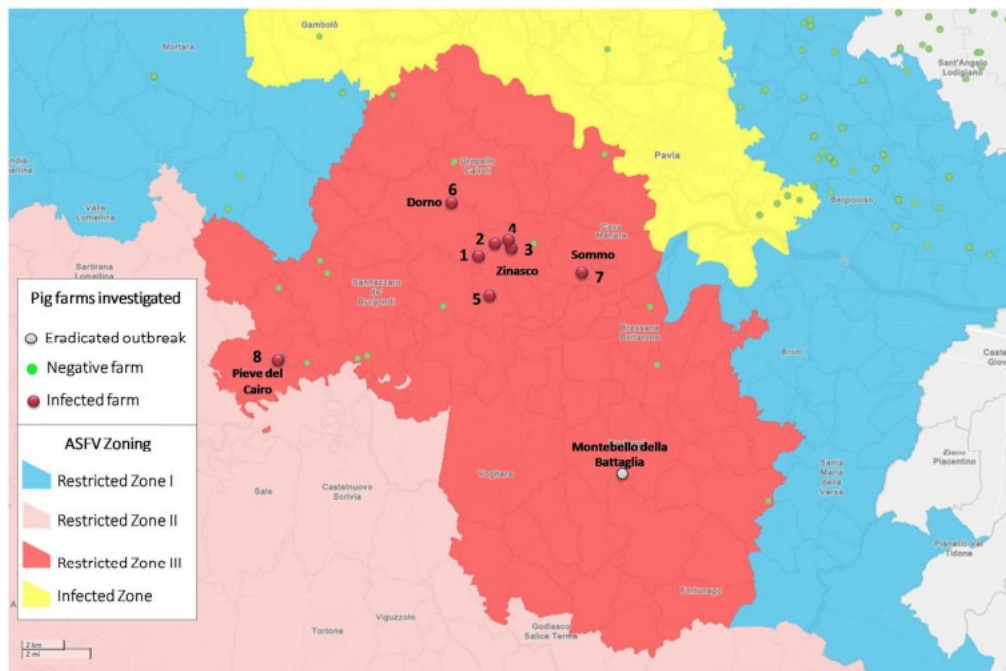 Gambolò
Mortara
Sant'Angelo
Lodigiano
Pavia
Gropello
Cairoli
Belgioioso
Valle
Lomellina
6
Dorno
4
2
3
1
Zinasco
Cava
Manara
Sommo
7
Sartirana
Lomellina
Sannazzaro
de'
Burgondi
5
Bressana
Bottarone
8
Pieve del
Cairo
Broni
Montebello della
Battaglia
Voghera
Sale
Castelnuovo
Scrivia
Santa
Maria
della
Versa
Ziano
Piacentino
Pianello Val
Tidone
Fortunago
Viguzzolo
Tortona
Godiasco
Salice Terme
Pig farms investigated
Eradicated outbreak
Negative farm
Infected farm
ASFV Zoning
Restricted Zone I
Restricted Zone II
Restricted Zone III
Infected Zone
2 km
2 mi